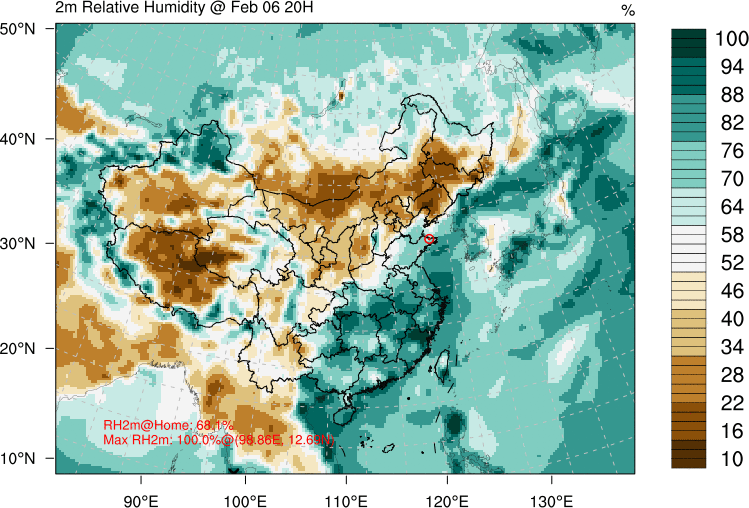 2m Relative Humidity @ Feb 06 20H
%
50°N
40°N
30°N
20°N
10°N
RH2m@Home: 68.1%
Max RH2m: 100.0%@(98.86E, 12.69N)
90°E 100°E 110°E 120°E 130°E
100
94
88
82
76
70
64
58
52
46
40
34
28
22
16
10